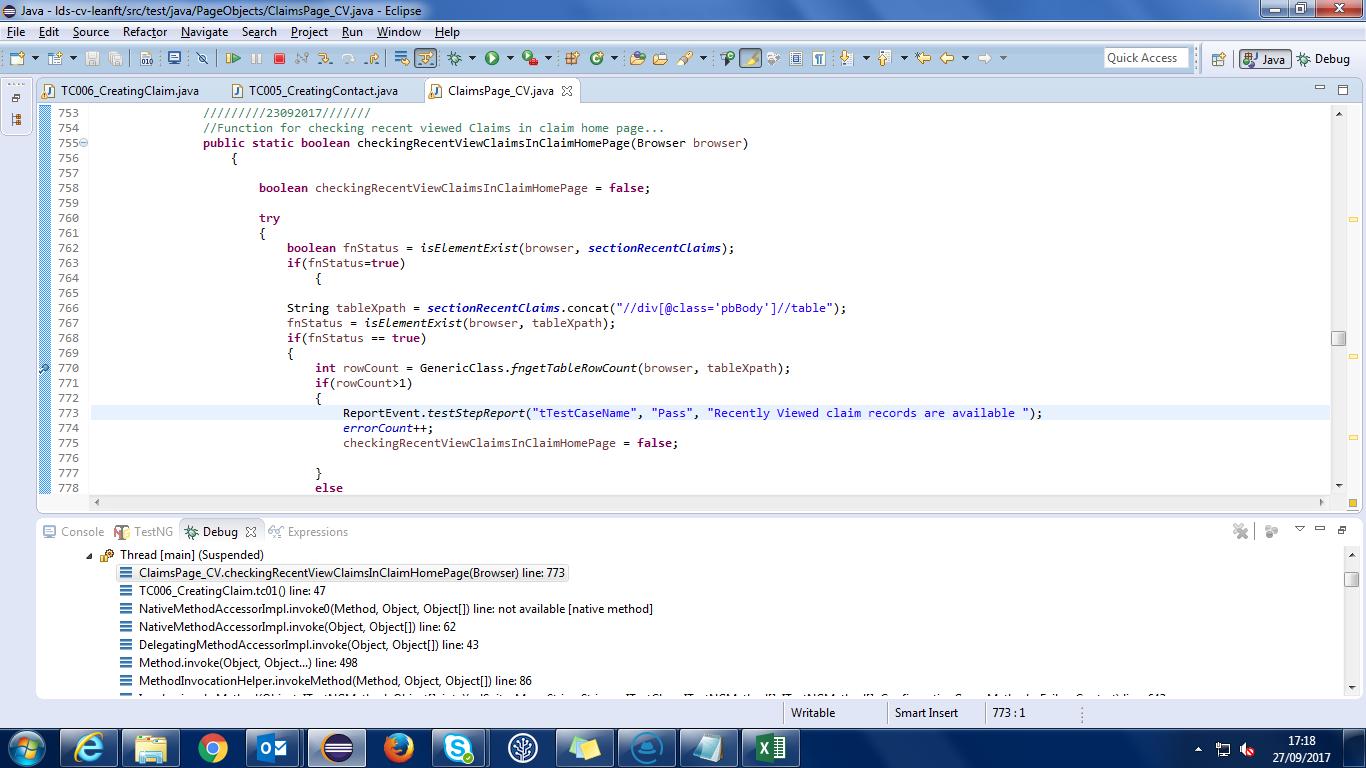 Java - lds-cv-leanft/src/test/java/PageObjects/ClaimsPage_CV.java - Eclipse
File Edit Source Refactor Navigate Search Project Run Window Help
Quick Access
Java
Debug
TC006_CreatingClaim.java
TC005_CreatingContact.java
ClaimsPage_CV.java
753 /////////23092017///////
754 //Function for checking recent viewed Claims in claim home page...
755 public static boolean checkingRecentViewClaimsInClaimHomePage(Browser browser)
756 {
757
758 boolean checkingRecentViewClaimsInClaimHomePage = false;
759
760 try
761 {
762 boolean fnStatus = isElementExist(browser, sectionRecentClaims);
763 if(fnStatus=true)
764 {
765
766 String tableXpath = sectionRecentClaims.concat("//div[@class='pbBody']//table");
767 fnStatus = isElementExist(browser, tableXpath);
768 if(fnStatus == true)
769 {
770 int rowCount = GenericClass.fngetTableRowCount(browser, tableXpath);
771 if(rowCount>1)
772 {
773 ReportEvent.testStepReport("tTestCaseName", "Pass", "Recently Viewed claim records are available ");
774 errorCount++;
775 checkingRecentViewClaimsInClaimHomePage = false;
776
777 }
778 else
Console TestNG Debug Expressions
Thread [main] (Suspended)
ClaimsPage_CV.checkingRecentViewClaimsInClaimHomePage(Browser) line: 773
TC006_CreatingClaim.tc01() line: 47
NativeMethodAccessorImpl.invoke0(Method, Object, Object[]) line: not available [native method]
NativeMethodAccessorImpl.invoke(Object, Object[]) line: 62
DelegatingMethodAccessorImpl.invoke(Object, Object[]) line: 43
Method.invoke(Object, Object...) line: 498
MethodInvocationHelper.invokeMethod(Method, Object, Object[]) line: 86
Writable
Smart Insert
773 : 1
17:18
27/09/2017